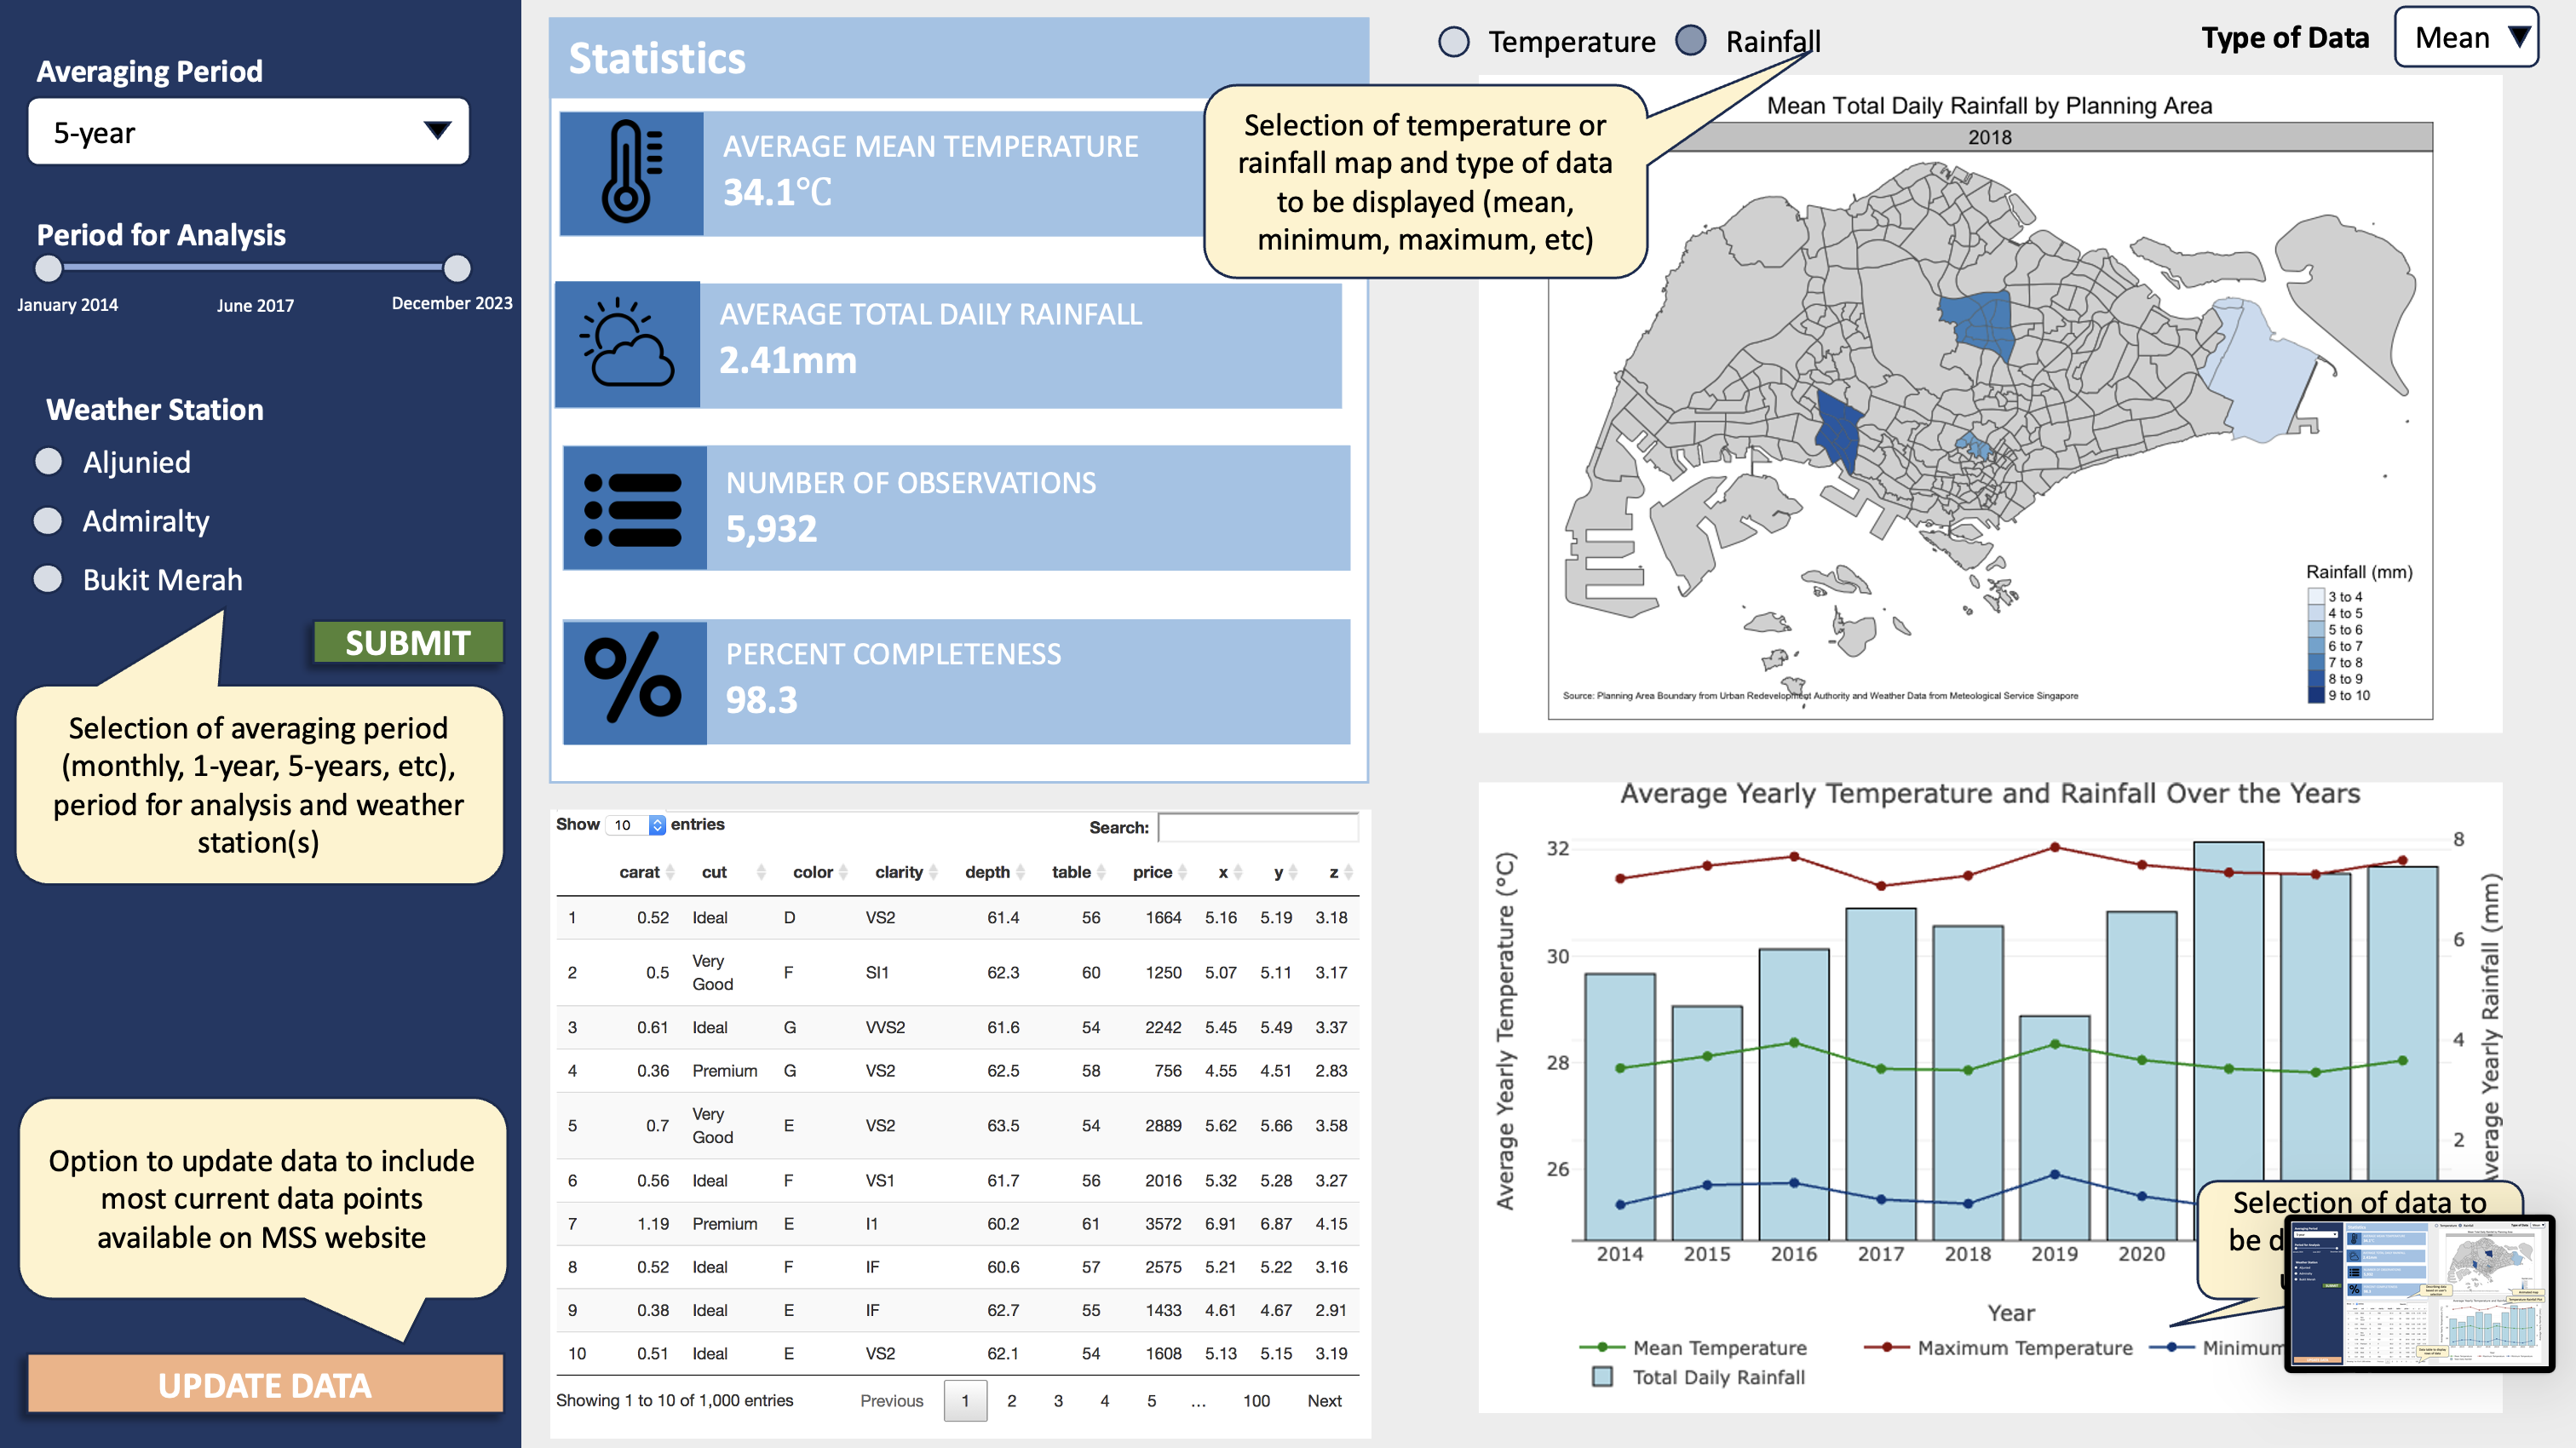 Averaging Period
5-year
Period for Analysis
January 2014
June 2017
December 2023
Weather Station
Aljunied
Admiralty
Bukit Merah
SUBMIT
Selection of averaging period
(monthly, 1-year, 5-years, etc),
period for analysis and weather
station(s)
Option to update data to include
most current data points
available on MSS website
UPDATE DATA
Statistics
AVERAGE MEAN TEMPERATURE
34.1℃
AVERAGE TOTAL DAILY RAINFALL
2.41mm
NUMBER OF OBSERVATIONS
5,932
PERCENT COMPLETENESS
98.3
Show 10 entries
Search:
carat cut color clarity depth table price x y z
1 0.52 Ideal D VS2 61.4 56 1664 5.16 5.19 3.18
2 0.5 Very Good F SI1 62.3 60 1250 5.07 5.11 3.17
3 0.61 Ideal G VVS2 61.6 54 2242 5.45 5.49 3.37
4 0.36 Premium G VS2 62.5 58 756 4.55 4.51 2.83
5 0.7 Very Good E VS2 63.5 54 2889 5.62 5.66 3.58
6 0.56 Ideal F VS1 61.7 56 2016 5.32 5.28 3.27
7 1.19 Premium E I1 60.2 61 3572 6.91 6.87 4.15
8 0.52 Ideal F IF 60.6 57 2575 5.21 5.22 3.16
9 0.38 Ideal E IF 62.7 55 1433 4.61 4.67 2.91
10 0.51 Ideal E VS2 62.1 54 1608 5.13 5.15 3.19
Showing 1 to 10 of 1,000 entries
Previous 1 2 3 4 5 ... 100 Next
Temperature
Rainfall
Type of Data
Mean
Selection of temperature or
rainfall map and type of data
to be displayed (mean,
minimum, maximum, etc)
Mean Total Daily Rainfall by Planning Area
2018
Rainfall (mm)
3 to 4
4 to 5
5 to 6
6 to 7
7 to 8
8 to 9
9 to 10
Source: Planning Area Boundary from Urban Redevelopment Authority and Weather Data from Meteological Service Singapore
Average Yearly Temperature and Rainfall Over the Years
Average Yearly Temperature (°C)
32
30
28
26
8
6
4
2
Average Yearly Rainfall (mm)
2014 2015 2016 2017 2018 2019 2020
Selection of data to
be
Year
Mean Temperature
Maximum Temperature
Minimum
Total Daily Rainfall